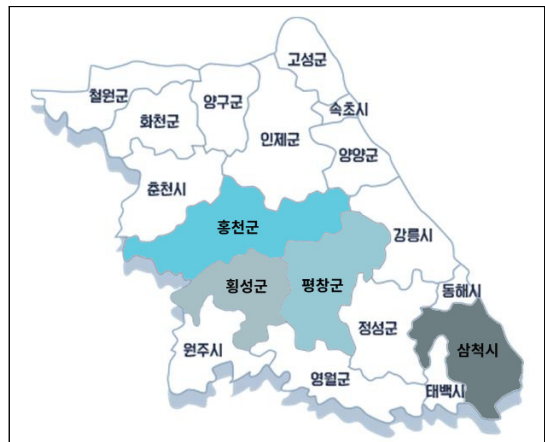 고성군
철원군
양구군
속초시
화천군
인제군
양양군
춘천시
홍천군
강릉시
횡성군
평창군
동해시
정성군
원주시
삼척시
영월군
태백시